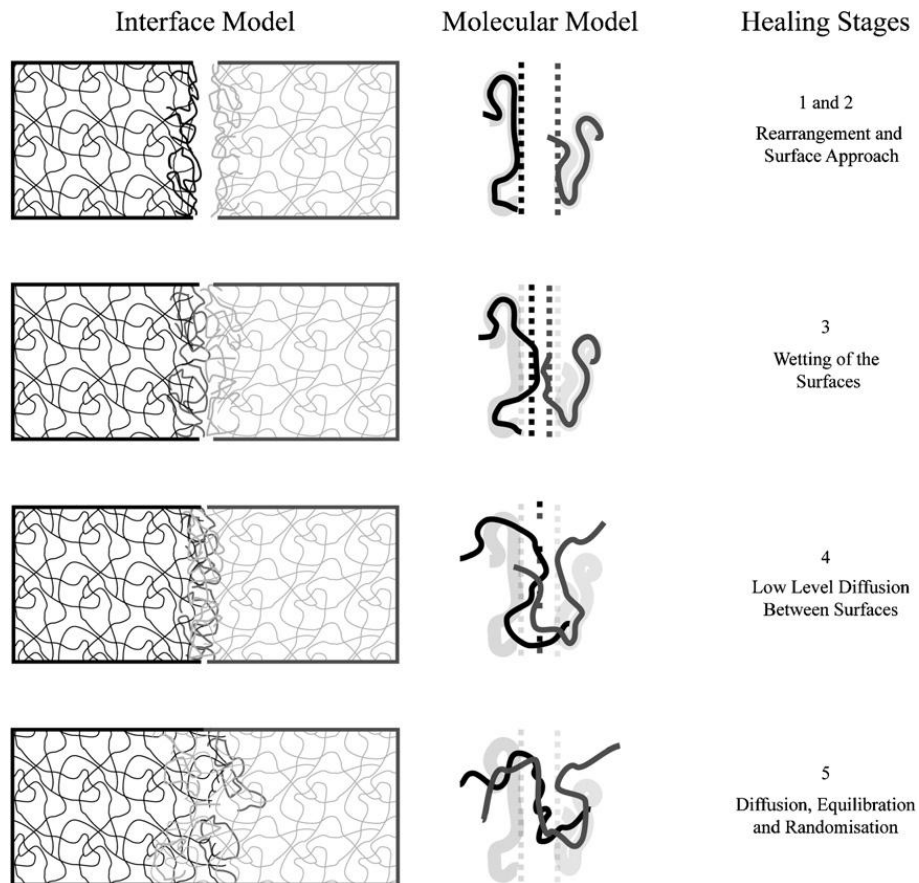 Interface Model
Molecular Model
Healing Stages
1 and 2
Rearrangement and
Surface Approach
3
Wetting of the
Surfaces
4
Low Level Diffusion
Between Surfaces
5
Diffusion, Equilibration
and Randomisation